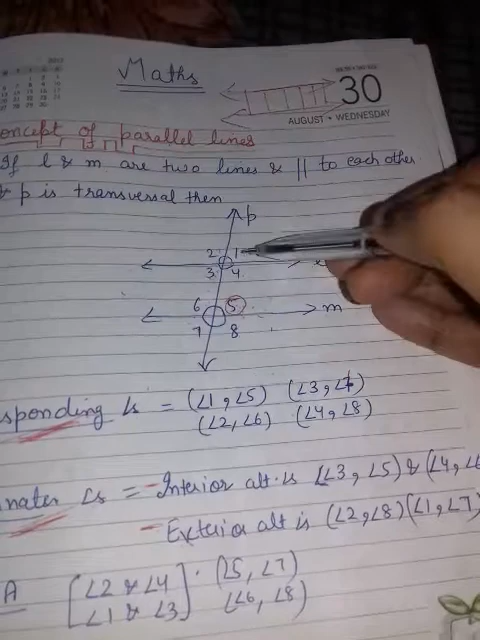 Maths
30
AUGUST • WEDNESDAY
oncept of parallel lines
If l & m are two lines & || to each other
& p is transversal then
p
2 1
3 4
6 5
m
7 8
sponding ∠s = (∠1, ∠5) (∠3, ∠7)
(∠2, ∠6) (∠4, ∠8)
nater ∠s = - Interior alt. ∠s (∠3, ∠5) & (∠4, ∠6
- Exterior alt ∠s (∠2, ∠8) (∠1, ∠7)
A [∠2 & ∠4 ] . (∠5, ∠7)
∠1 & ∠3 (∠6, ∠8)